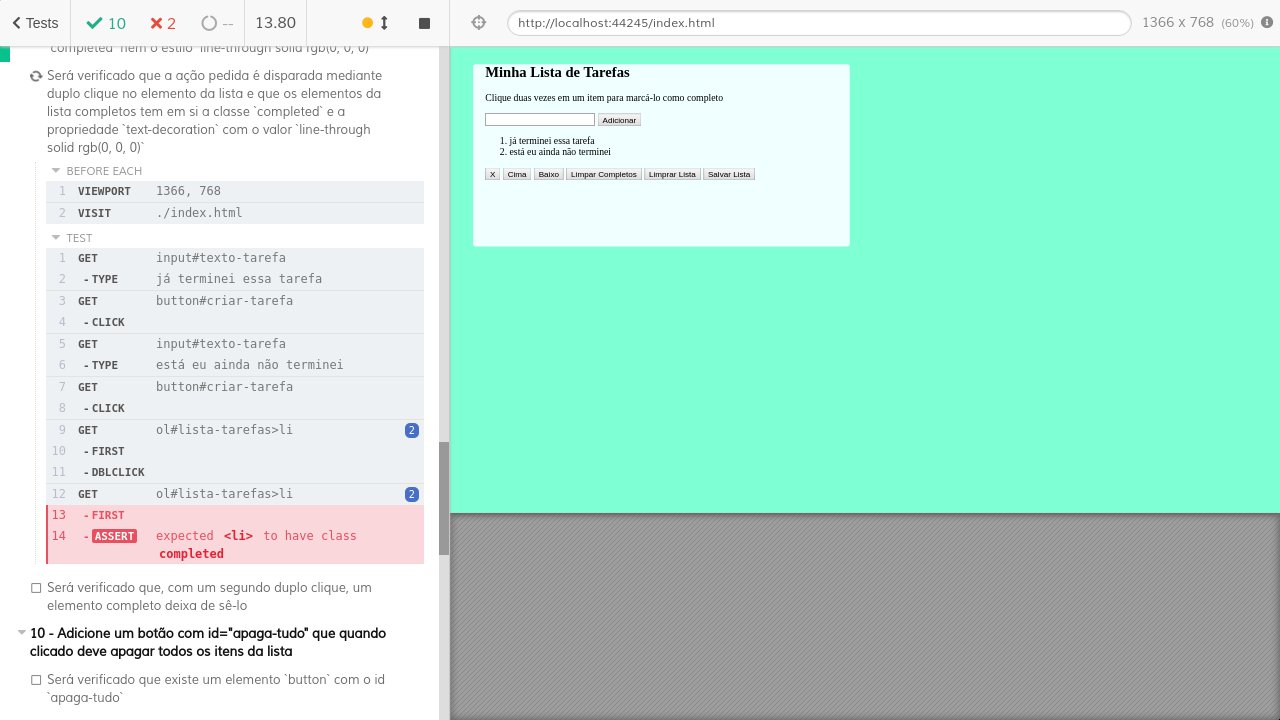 Tests
10
2
--
13.80
http://localhost:44245/index.html
1366 x 768 (60%)
`completed` nem o estilo `line-through solid rgb(0, 0, 0)`
Será verificado que a ação pedida é disparada mediante
duplo clique no elemento da lista e que os elementos da
lista completos tem em si a classe `completed` e a
propriedade `text-decoration` com o valor `line-through
solid rgb(0, 0, 0)`
BEFORE EACH
1 VIEWPORT 1366, 768
2 VISIT ./index.html
TEST
1 GET input#texto-tarefa
2 -TYPE já terminei essa tarefa
3 GET button#criar-tarefa
4 -CLICK
5 GET input#texto-tarefa
6 -TYPE está eu ainda não terminei
7 GET button#criar-tarefa
8 -CLICK
9 GET ol#lista-tarefas>li 2
10 -FIRST
11 -DBLCLICK
12 GET ol#lista-tarefas>li 2
13 -FIRST
14 -ASSERT expected <li> to have class
completed
Será verificado que, com um segundo duplo clique, um
elemento completo deixa de sê-lo
10 - Adicione um botão com id="apaga-tudo" que quando
clicado deve apagar todos os itens da lista
Será verificado que existe um elemento `button` com o id
`apaga-tudo`
Minha Lista de Tarefas
Clique duas vezes em um item para marcá-lo como completo
Adicionar
1. já terminei essa tarefa
2. está eu ainda não terminei
X Cima Baixo Limpar Completos Limprar Lista Salvar Lista